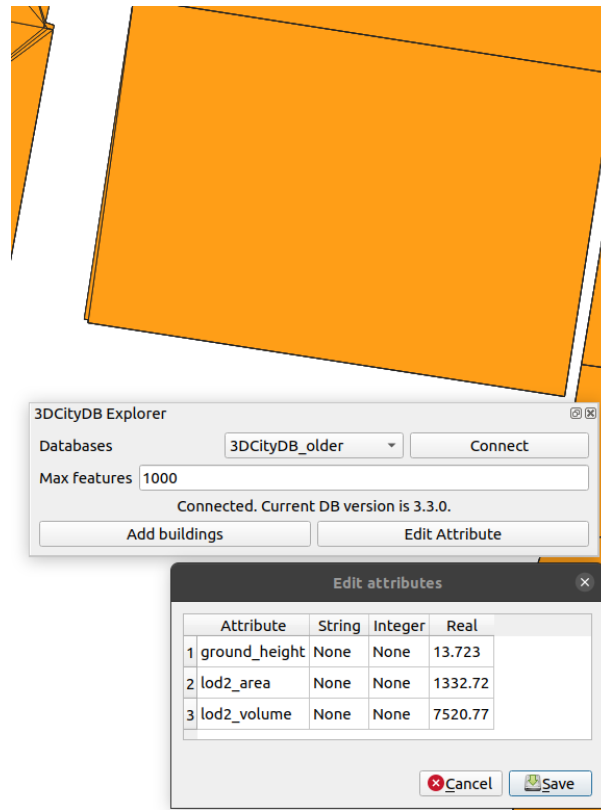 3DCityDB Explorer
Databases 3DCityDB_older Connect
Max features 1000
Connected. Current DB version is 3.3.0.
Add buildings Edit Attribute
Edit attributes
Attribute String Integer Real
1 ground_height None None 13.723
2 lod2_area None None 1332.72
3 lod2_volume None None 7520.77
Cancel Save